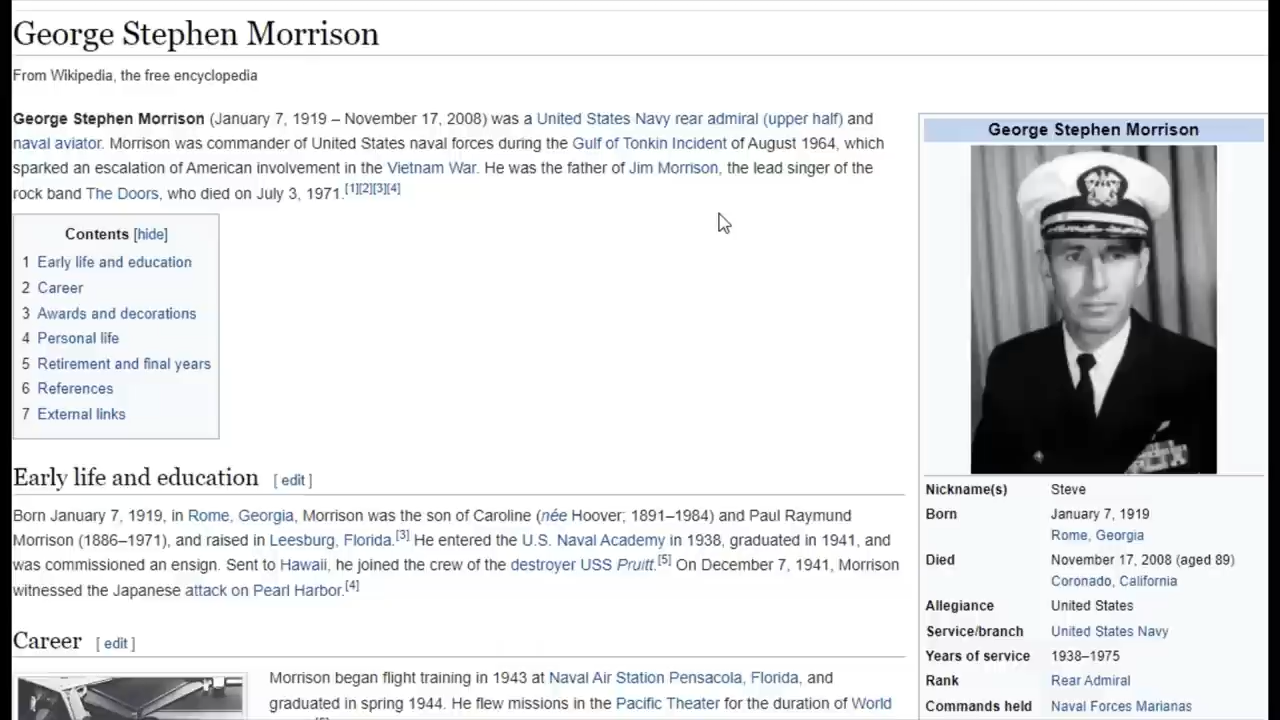 George Stephen Morrison
From Wikipedia, the free encyclopedia
George Stephen Morrison (January 7, 1919 – November 17, 2008) was a United States Navy rear admiral (upper half) and
naval aviator. Morrison was commander of United States naval forces during the Gulf of Tonkin Incident of August 1964, which
sparked an escalation of American involvement in the Vietnam War. He was the father of Jim Morrison, the lead singer of the
rock band The Doors, who died on July 3, 1971.[1][2][3][4]
Contents [hide]
1 Early life and education
2 Career
3 Awards and decorations
4 Personal life
5 Retirement and final years
6 References
7 External links
Early life and education [ edit ]
Born January 7, 1919, in Rome, Georgia, Morrison was the son of Caroline (née Hoover; 1891–1984) and Paul Raymund
Morrison (1886–1971), and raised in Leesburg, Florida.[3] He entered the U.S. Naval Academy in 1938, graduated in 1941, and
was commissioned an ensign. Sent to Hawaii, he joined the crew of the destroyer USS Pruitt.[5] On December 7, 1941, Morrison
witnessed the Japanese attack on Pearl Harbor.[4]
Career [ edit ]
Morrison began flight training in 1943 at Naval Air Station Pensacola, Florida, and
graduated in spring 1944. He flew missions in the Pacific Theater for the duration of World
George Stephen Morrison
Nickname(s) Steve
Born January 7, 1919
Rome, Georgia
Died November 17, 2008 (aged 89)
Coronado, California
Allegiance United States
Service/branch United States Navy
Years of service 1938–1975
Rank Rear Admiral
Commands held Naval Forces Marianas